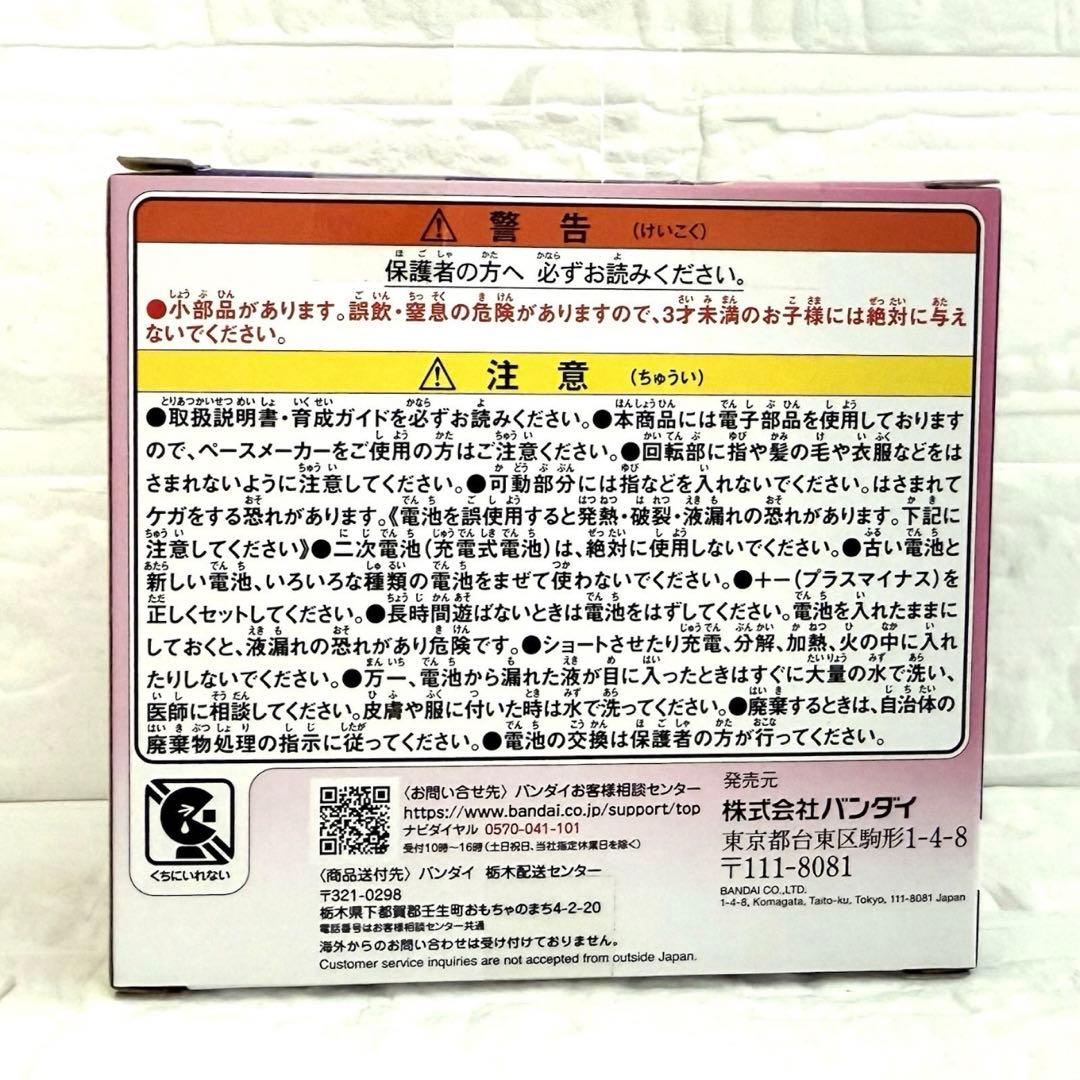 警告 (けいこく)
保護者の方へ 必ずお読みください。
●小部品があります。誤飲・窒息の危険がありますので、3才未満のお子様には絶対に与え
ないでください。
注意 (ちゅうい)
●取扱説明書・育成ガイドを必ずお読みください。●本商品には電子部品を使用しております
ので、ペースメーカーをご使用の方はご注意ください。●回転部に指や髪の毛や衣服などをは
さまれないように注意してください。●可動部分には指などを入れないでください。はさまれて
ケガをする恐れがあります。《電池を誤使用すると発熱・破裂・液漏れの恐れがあります。下記に
注意してください》●二次電池(充電式電池)は、絶対に使用しないでください。●古い電池と
新しい電池、いろいろな種類の電池をまぜて使わないでください。●+−(プラスマイナス)を
正しくセットしてください。●長時間遊ばないときは電池をはずしてください。電池を入れたままに
しておくと、液漏れの恐れがあり危険です。●ショートさせたり充電、分解、加熱、火の中に入れ
たりしないでください。●万一、電池から漏れた液が目に入ったときはすぐに大量の水で洗い、
医師に相談してください。皮膚や服に付いた時は水で洗ってください。●廃棄するときは、自治体の
廃棄物処理の指示に従ってください。●電池の交換は保護者の方が行ってください。
くちにいれない
〈お問い合せ先〉バンダイお客様相談センター
https://www.bandai.co.jp/support/top
ナビダイヤル 0570-041-101
受付10時〜16時(土日祝日、当社指定休業日を除く)
〈商品送付先〉バンダイ 栃木配送センター
〒321-0298
栃木県下都賀郡壬生町おもちゃのまち4-2-20
電話番号はお客様相談センター共通
海外からのお問い合わせは受け付けておりません。
Customer service inquiries are not accepted from outside Japan.
発売元
株式会社バンダイ
東京都台東区駒形1-4-8
〒111-8081
BANDAI CO.,LTD.
1-4-8, Komagata, Taito-ku, Tokyo, 111-8081 Japan